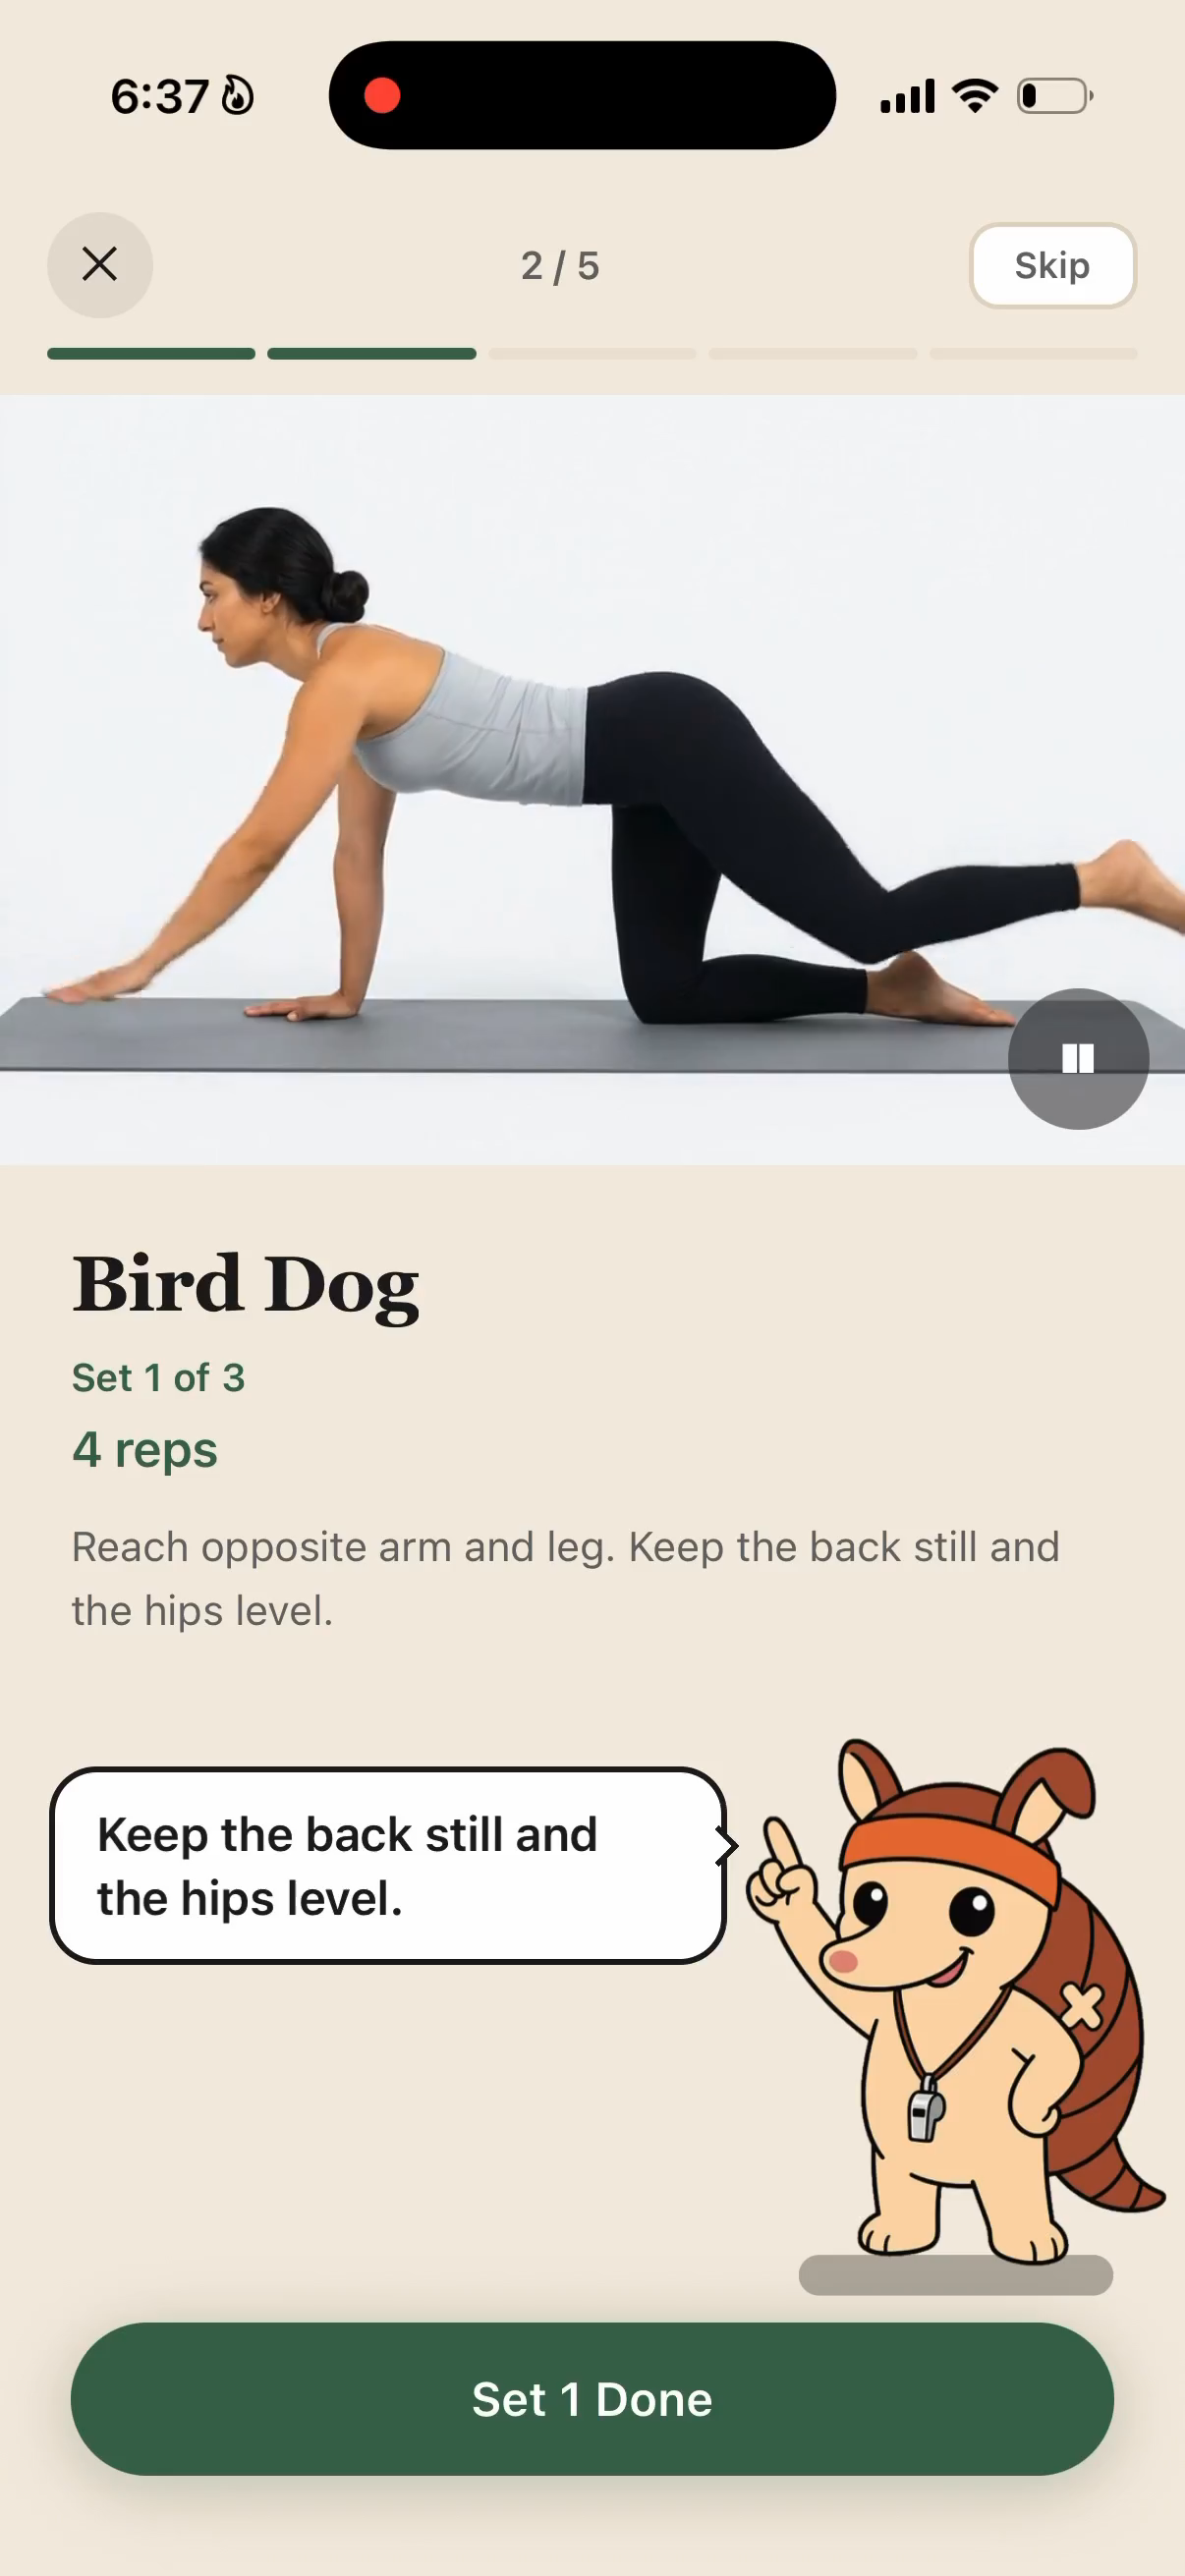 6:37
2 / 5
Skip
Bird Dog
Set 1 of 3
4 reps
Reach opposite arm and leg. Keep the back still and
the hips level.
Keep the back still and
the hips level.
Set 1 Done